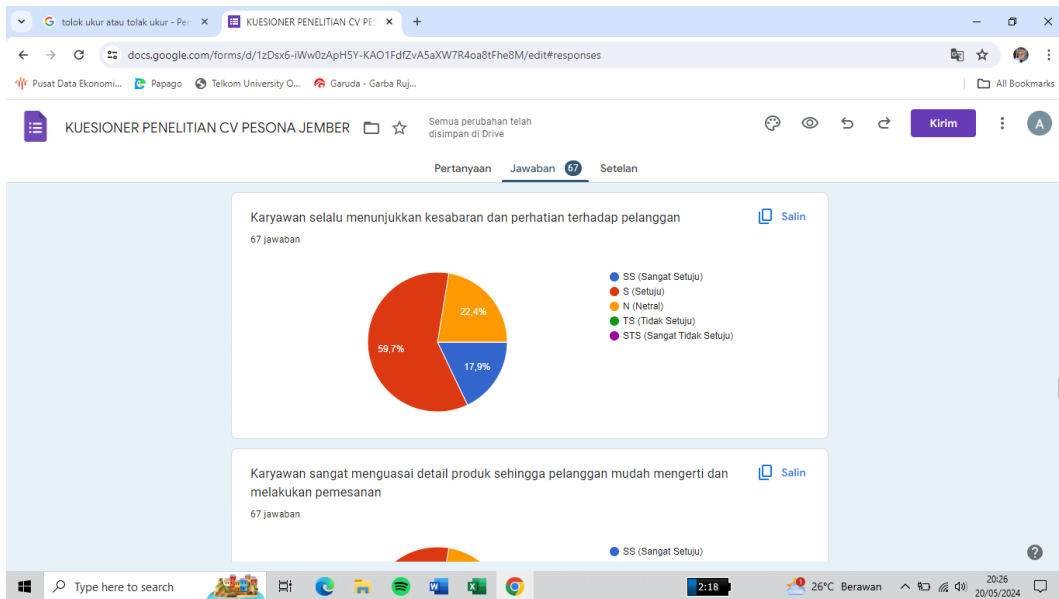 tolok ukur atau tolak ukur - Pen
KUESIONER PENELITIAN CV PES
docs.google.com/forms/d/1zDsx6-iWw0zApH5Y-KAO1FdfZvA5aXW7R4oa8tFhe8M/edit#responses
Pusat Data Ekonomi... Papago Telkom University O... Garuda - Garba Ruj... All Bookmarks
KUESIONER PENELITIAN CV PESONA JEMBER
Semua perubahan telah
disimpan di Drive
Kirim
A
Pertanyaan Jawaban 67 Setelan
Karyawan selalu menunjukkan kesabaran dan perhatian terhadap pelanggan
Salin
67 jawaban
SS (Sangat Setuju)
S (Setuju)
N (Netral)
TS (Tidak Setuju)
STS (Sangat Tidak Setuju)
22,4%
59,7%
17,9%
Karyawan sangat menguasai detail produk sehingga pelanggan mudah mengerti dan
melakukan pemesanan
Salin
67 jawaban
SS (Sangat Setuju)
Type here to search
2:18
26°C Berawan
20:26
20/05/2024